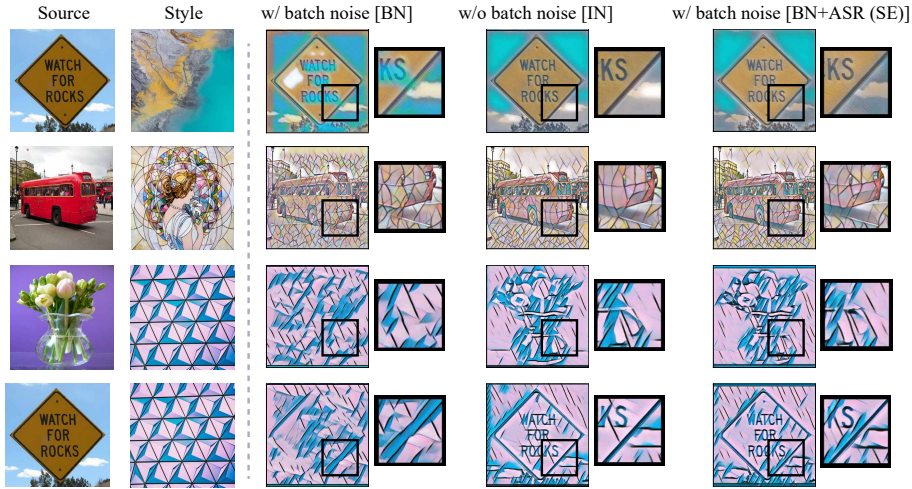 Source Style w/ batch noise [BN] w/o batch noise [IN] w/ batch noise [BN+ASR (SE)]
WATCH
FOR
ROCKS
WATCH
FOR
ROCKS
KS
WATCH
FOR
ROCKS
KS
WATCH
FOR
ROCKS
KS
WATCH
FOR
ROCKS
WATCH
FOR
ROCKS
KS
WATCH
FOR
ROCKS
KS